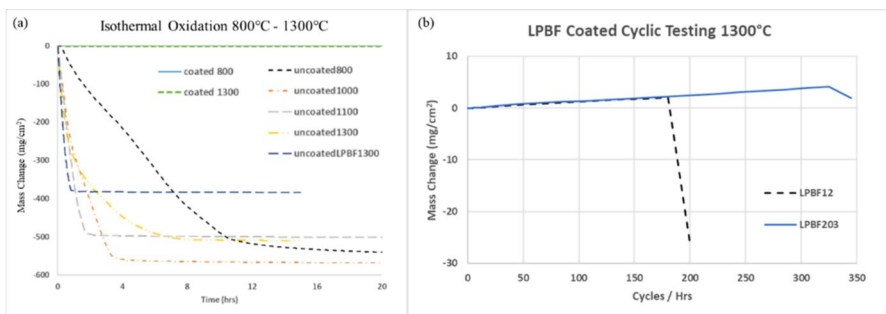 (a)
Isothermal Oxidation 800°C - 1300°C
0
-100
-200
-300
-400
-500
-600
Mass Change (mg/cm²)
coated 800
coated 1300
uncoated800
uncoated1000
uncoated1100
uncoated1300
uncoatedLPBF1300
0 4 8 12 16 20
Time (hrs)
(b)
LPBF Coated Cyclic Testing 1300°C
10
0
-10
-20
-30
Mass Change (mg/cm²)
LPBF12
LPBF203
0 50 100 150 200 250 300 350
Cycles / Hrs